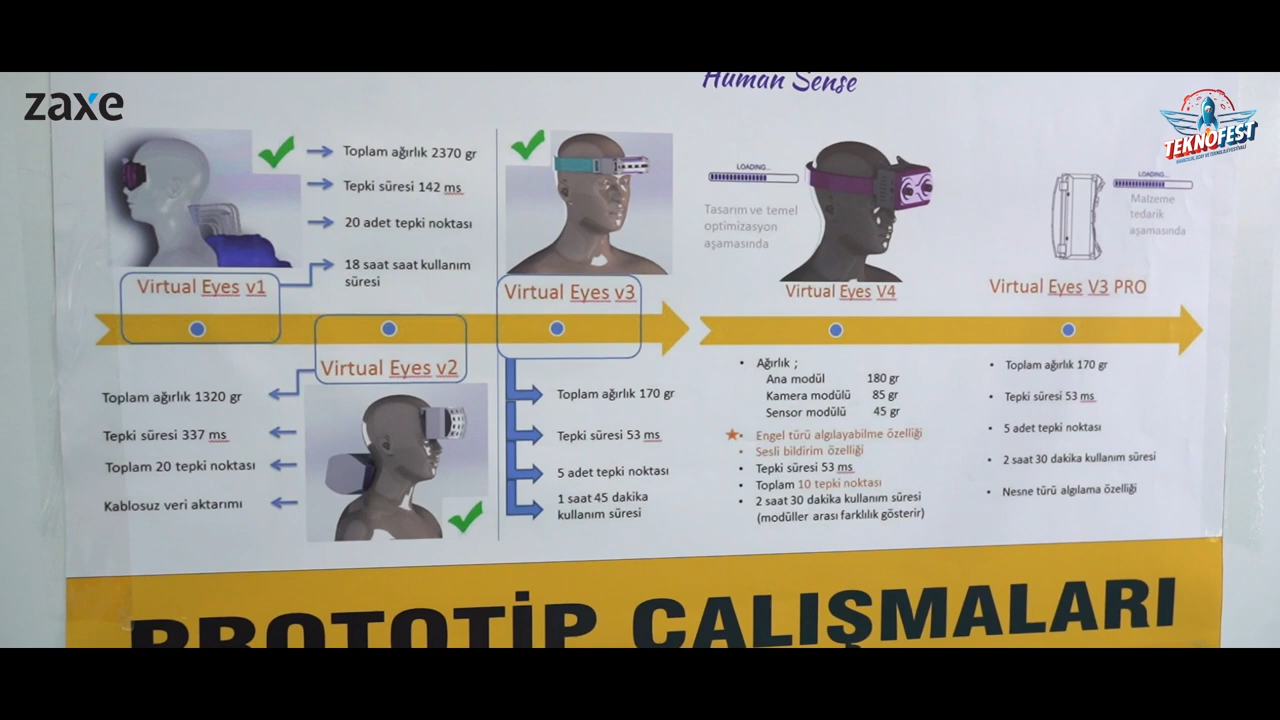 Human Sense
zaxe
TEKNOFEST
HAVACILIK, UZAY VE TEKNOLOJİ FESTİVALİ
Toplam ağırlık 2370 gr
Tepki süresi 142 ms
20 adet tepki noktası
18 saat saat kullanım
süresi
Virtual Eyes v1
Virtual Eyes v2
Toplam ağırlık 1320 gr
Tepki süresi 337 ms
Toplam 20 tepki noktası
Kablosuz veri aktarımı
Virtual Eyes v3
Toplam ağırlık 170 gr
Tepki süresi 53 ms
5 adet tepki noktası
1 saat 45 dakika
kullanım süresi
LOADING...
Tasarım ve temel
optimizasyon
aşamasında
Virtual Eyes V4
• Ağırlık ;
Ana modül 180 gr
Kamera modülü 85 gr
Sensor modülü 45 gr
Engel türü algılayabilme özelliği
• Sesli bildirim özelliği
• Tepki süresi 53 ms
• Toplam 10 tepki noktası
• 2 saat 30 dakika kullanım süresi
(modüller arası farklılık gösterir)
LOADING...
Malzeme
tedarik
aşamasında
Virtual Eyes V3 PRO
• Toplam ağırlık 170 gr
• Tepki süresi 53 ms
• 5 adet tepki noktası
• 2 saat 30 dakika kullanım süresi
• Nesne türü algılama özelliği
PROTOTİP ÇALIŞMALARI